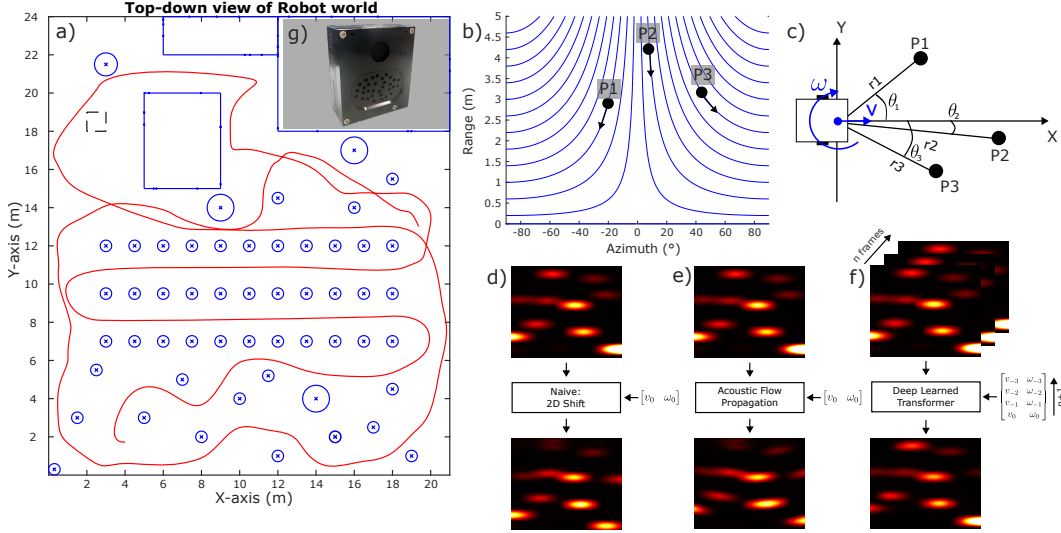 Top-down view of Robot world
a)
g)
24
22
20
18
16
14
12
10
8
6
4
2
Y-axis (m)
2
4
6
8
10
12
14
16
18
20
X-axis (m)
b)
5
4.5
4
3.5
3
2.5
2
1.5
1
0.5
0
Range (m)
-80
-60
-40
-20
0
20
40
60
80
Azimuth (°)
P1
P2
P3
c)
Y
X
ω
v
P1
P2
P3
r1
r2
r3
θ1
θ2
θ3
d)
Naive:
2D Shift
[v0 ω0]
e)
Acoustic Flow
Propagation
[v0 ω0]
f)
n frames
Deep Learned
Transformer
v−3 ω−3
v−2 ω−2
v−1 ω−1
v0 ω0
n+1